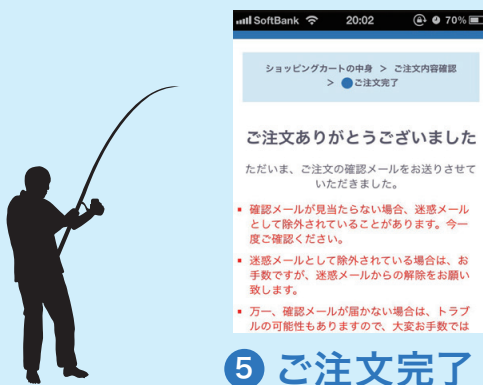 SoftBank 20:02 70%
ショッピングカートの中身 > ご注文内容確認
> ご注文完了
ご注文ありがとうございました
ただいま、ご注文の確認メールをお送りさせて
いただきました。
確認メールが見当たらない場合、迷惑メール
として除外されていることがあります。今一
度ご確認ください。
迷惑メールとして除外されている場合は、お
手数ですが、迷惑メールからの解除をお願い
致します。
万一、確認メールが届かない場合は、トラブ
ルの可能性もありますので、大変お手数では
5 ご注文完了